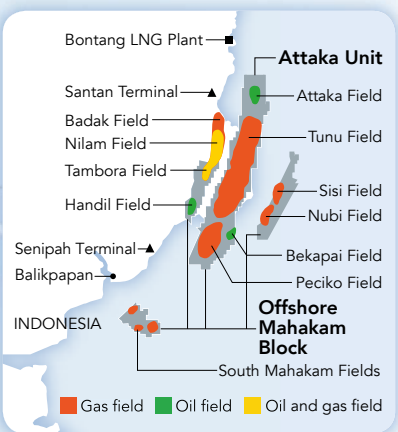 Bontang LNG Plant
Attaka Unit
Santan Terminal
Attaka Field
Badak Field
Nilam Field
Tunu Field
Tambora Field
Sisi Field
Handil Field
Nubi Field
Senipah Terminal
Bekapai Field
Balikpapan
Peciko Field
INDONESIA
Offshore
Mahakam
Block
South Mahakam Fields
Gas field
Oil field
Oil and gas field